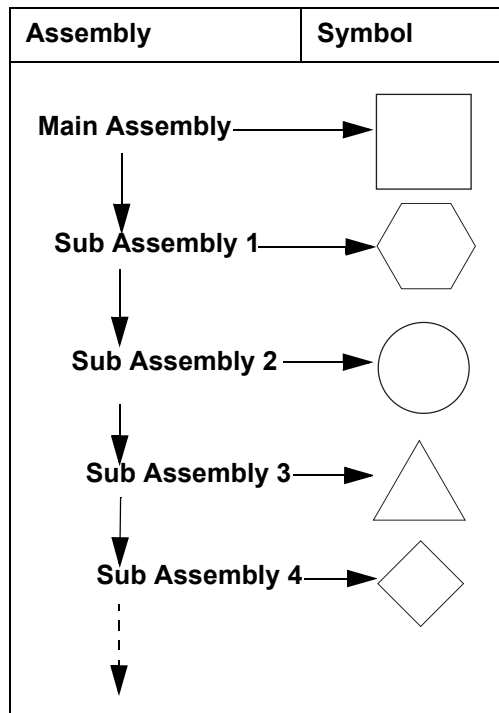 Assembly Symbol
Main Assembly
Sub Assembly 1
Sub Assembly 2
Sub Assembly 3
Sub Assembly 4